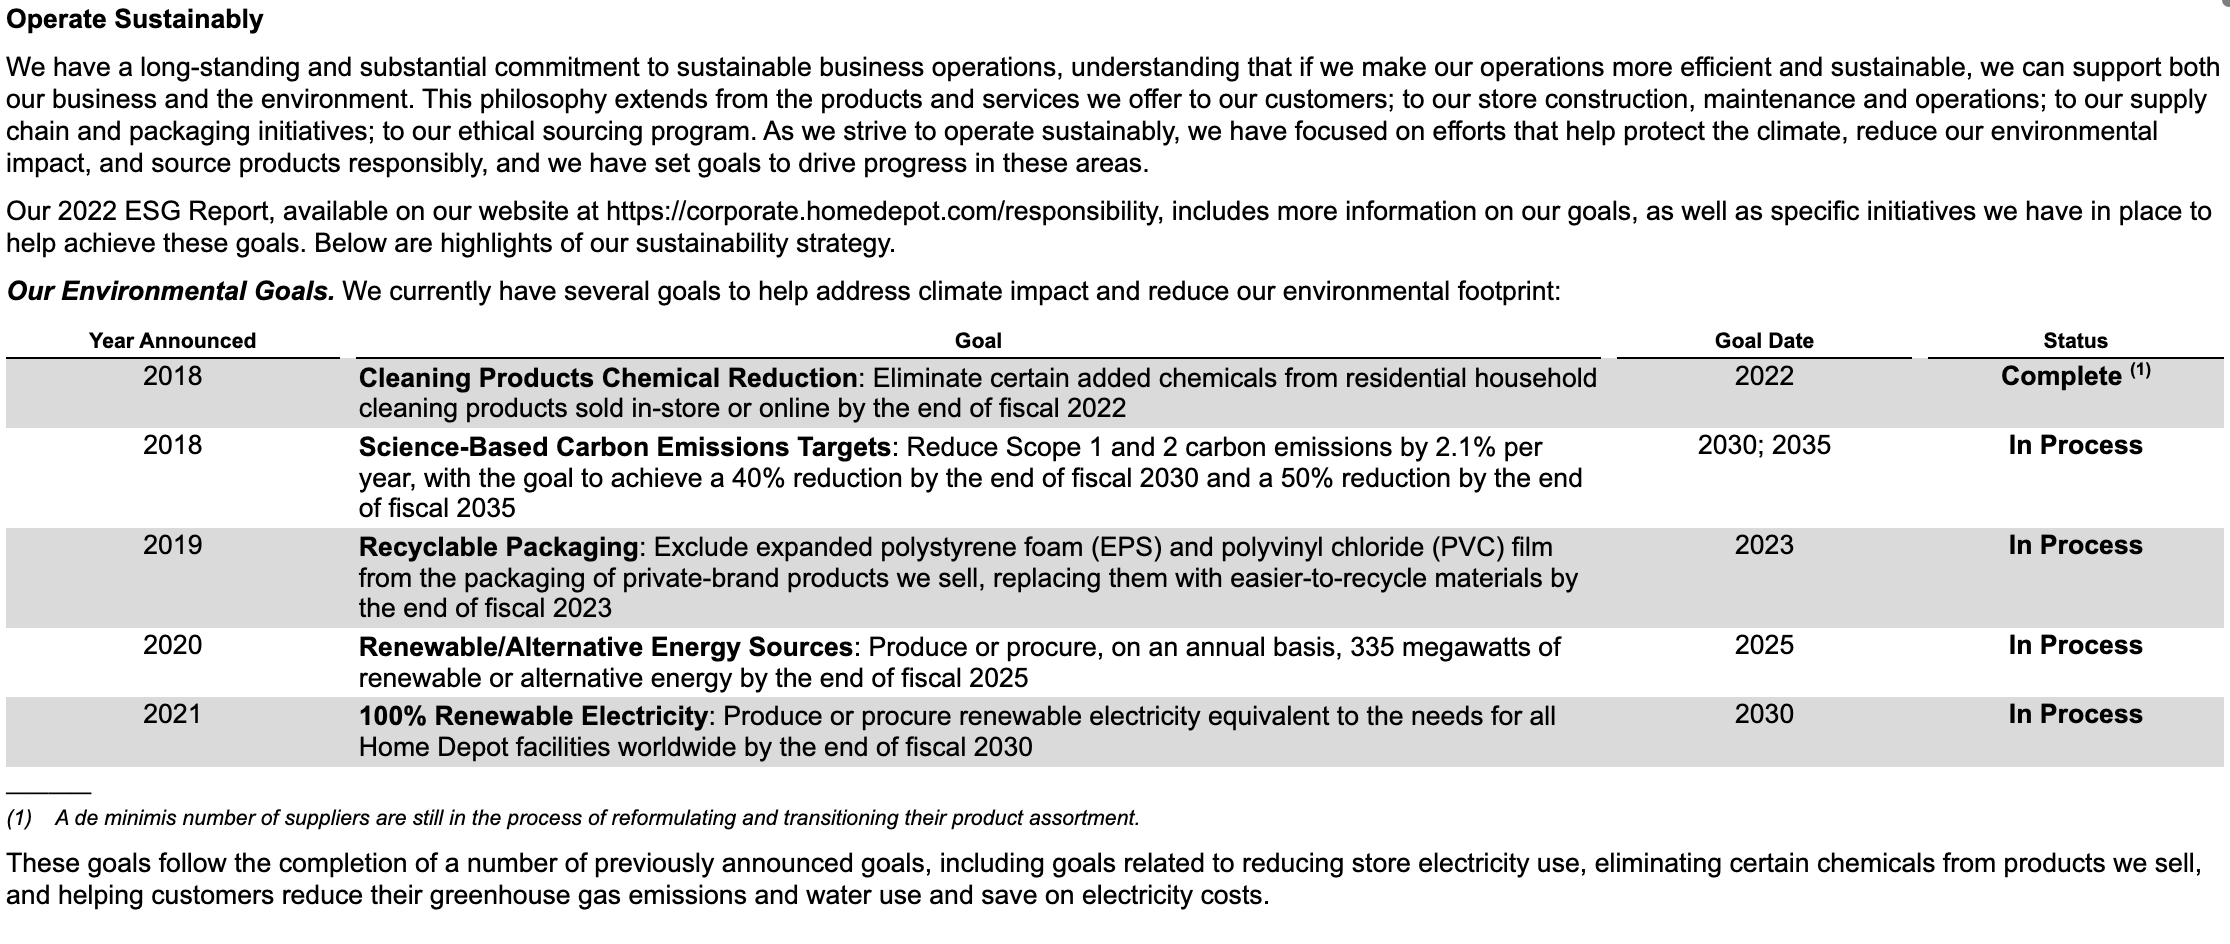 Operate Sustainably
We have a long-standing and substantial commitment to sustainable business operations, understanding that if we make our operations more efficient and sustainable, we can support both
our business and the environment. This philosophy extends from the products and services we offer to our customers; to our store construction, maintenance and operations; to our supply
chain and packaging initiatives; to our ethical sourcing program. As we strive to operate sustainably, we have focused on efforts that help protect the climate, reduce our environmental
impact, and source products responsibly, and we have set goals to drive progress in these areas.
Our 2022 ESG Report, available on our website at https://corporate.homedepot.com/responsibility, includes more information on our goals, as well as specific initiatives we have in place to
help achieve these goals. Below are highlights of our sustainability strategy.
Our Environmental Goals. We currently have several goals to help address climate impact and reduce our environmental footprint:
Year Announced Goal Goal Date Status
2018 Cleaning Products Chemical Reduction: Eliminate certain added chemicals from residential household 2022 Complete (1)
cleaning products sold in-store or online by the end of fiscal 2022
2018 Science-Based Carbon Emissions Targets: Reduce Scope 1 and 2 carbon emissions by 2.1% per 2030; 2035 In Process
year, with the goal to achieve a 40% reduction by the end of fiscal 2030 and a 50% reduction by the end
of fiscal 2035
2019 Recyclable Packaging: Exclude expanded polystyrene foam (EPS) and polyvinyl chloride (PVC) film 2023 In Process
from the packaging of private-brand products we sell, replacing them with easier-to-recycle materials by
the end of fiscal 2023
2020 Renewable/Alternative Energy Sources: Produce or procure, on an annual basis, 335 megawatts of 2025 In Process
renewable or alternative energy by the end of fiscal 2025
2021 100% Renewable Electricity: Produce or procure renewable electricity equivalent to the needs for all 2030 In Process
Home Depot facilities worldwide by the end of fiscal 2030
(1) A de minimis number of suppliers are still in the process of reformulating and transitioning their product assortment.
These goals follow the completion of a number of previously announced goals, including goals related to reducing store electricity use, eliminating certain chemicals from products we sell,
and helping customers reduce their greenhouse gas emissions and water use and save on electricity costs.